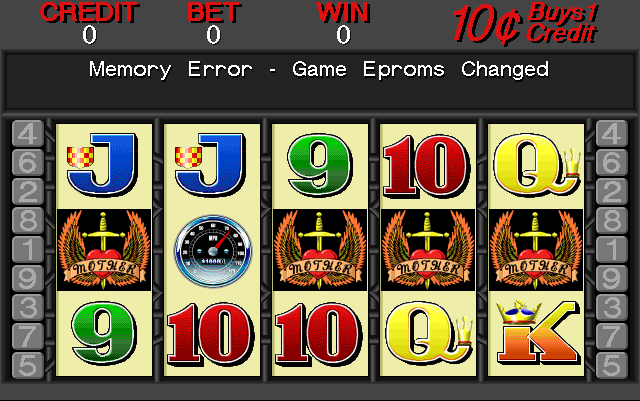 CREDIT BET WIN 10¢ Buys1
0 0 0 Credit
Memory Error - Game Eproms Changed
4 J J 9 10 Q 4
6 6
2 2
8 8
1 MOTHER MOTHER MOTHER MOTHER 1
9 9
3 3
7 9 10 10 Q K 7
5 5